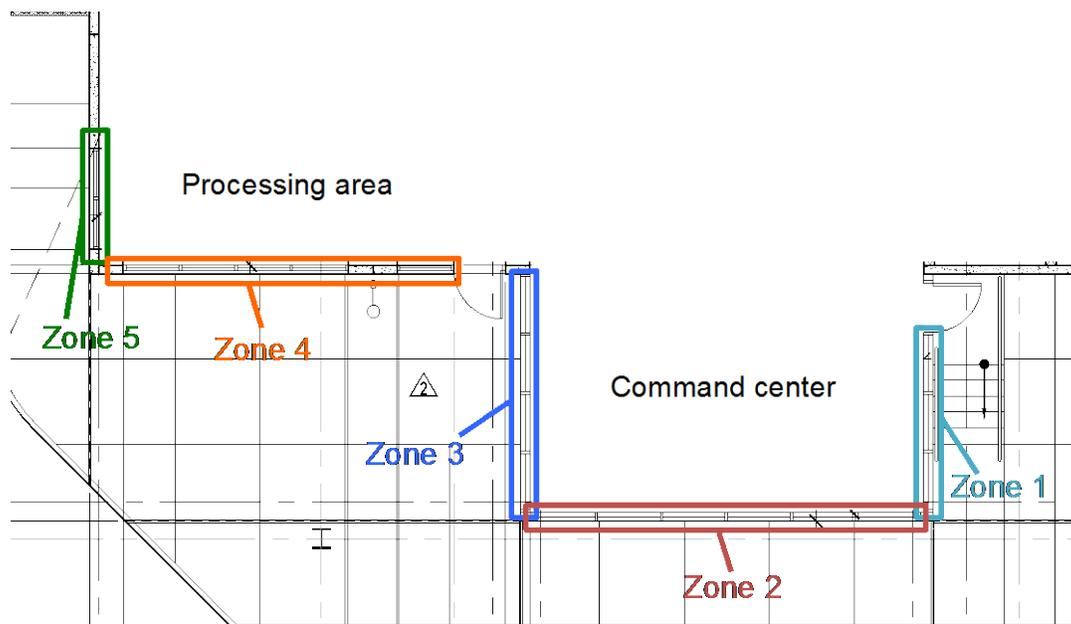 Processing area
Zone 5
Zone 4
2
Command center
Zone 3
Zone 1
Zone 2